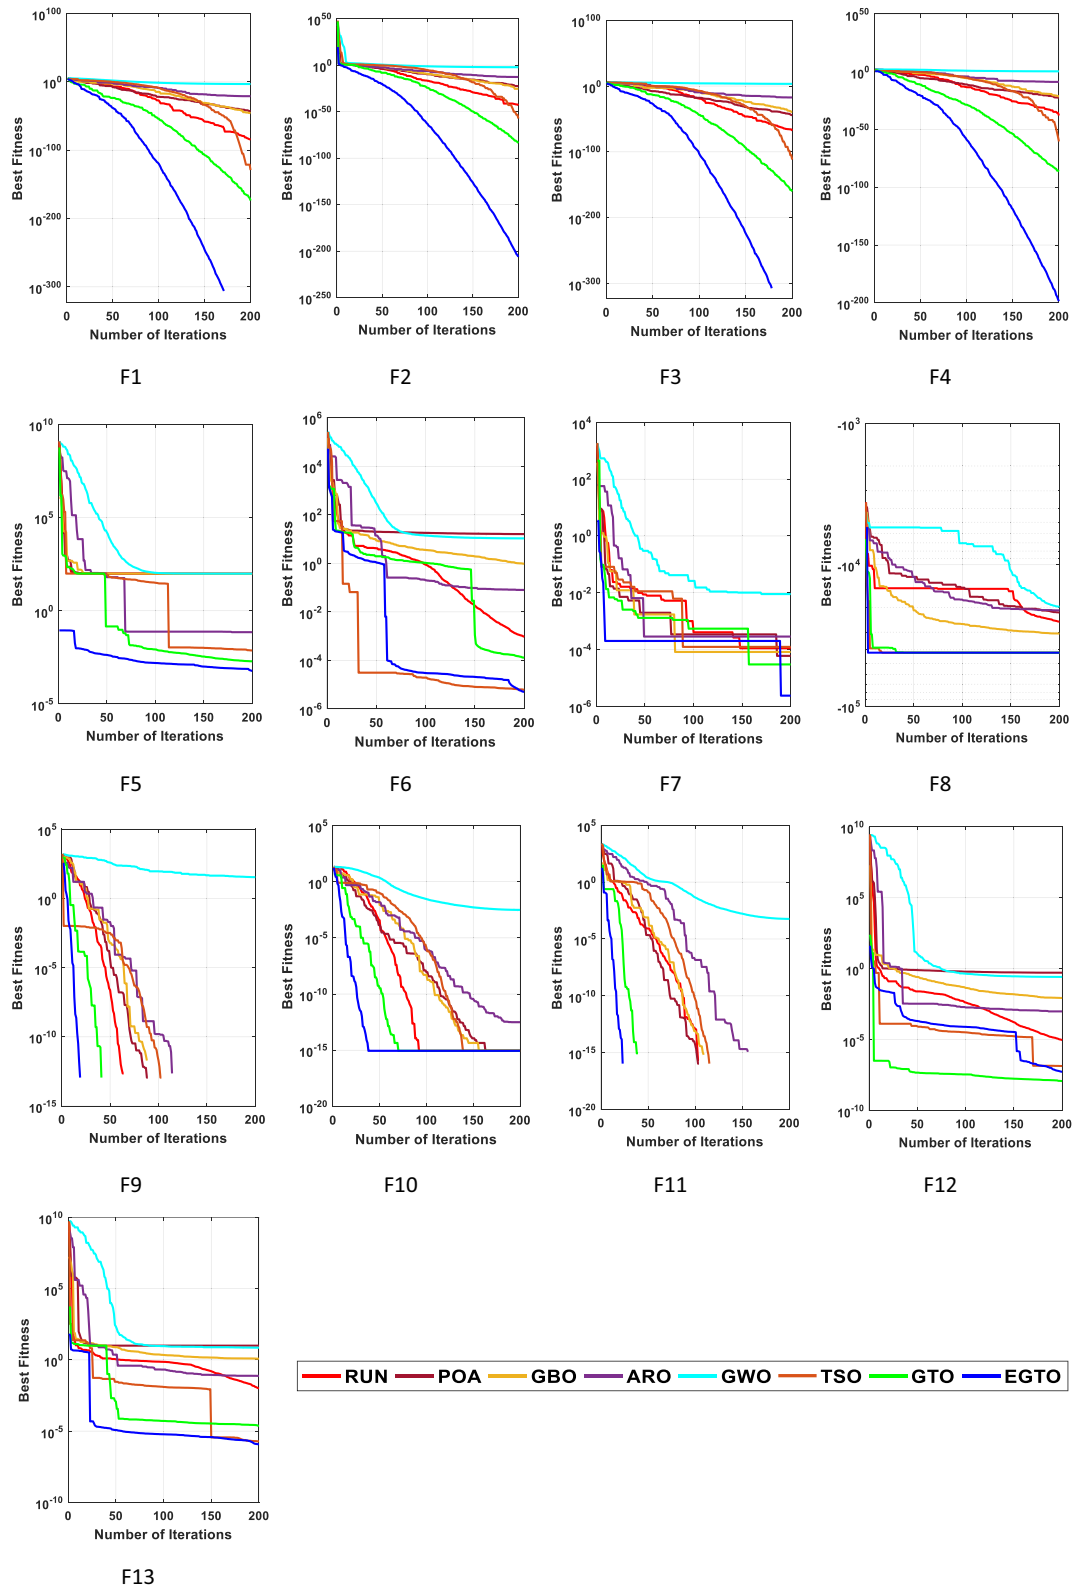 10^100
10^0
10^-100
10^-200
10^-300
Best Fitness
0 50 100 150 200
Number of Iterations
F1
10^50
10^0
10^-50
10^-100
10^-150
10^-200
10^-250
Best Fitness
0 50 100 150 200
Number of Iterations
F2
10^100
10^0
10^-100
10^-200
10^-300
Best Fitness
0 50 100 150 200
Number of Iterations
F3
10^50
10^0
10^-50
10^-100
10^-150
10^-200
Best Fitness
0 50 100 150 200
Number of Iterations
F4
10^10
10^5
10^0
10^-5
Best Fitness
0 50 100 150 200
Number of Iterations
F5
10^6
10^4
10^2
10^0
10^-2
10^-4
10^-6
Best Fitness
0 50 100 150 200
Number of Iterations
F6
10^4
10^2
10^0
10^-2
10^-4
10^-6
Best Fitness
0 50 100 150 200
Number of Iterations
F7
-10^3
-10^4
-10^5
Best Fitness
0 50 100 150 200
Number of Iterations
F8
10^5
10^0
10^-5
10^-10
10^-15
Best Fitness
0 50 100 150 200
Number of Iterations
F9
10^5
10^0
10^-5
10^-10
10^-15
10^-20
Best Fitness
0 50 100 150 200
Number of Iterations
F10
10^5
10^0
10^-5
10^-10
10^-15
10^-20
Best Fitness
0 50 100 150 200
Number of Iterations
F11
10^10
10^5
10^0
10^-5
10^-10
Best Fitness
0 50 100 150 200
Number of Iterations
F12
10^10
10^5
10^0
10^-5
10^-10
Best Fitness
0 50 100 150 200
Number of Iterations
F13
RUN POA GBO ARO GWO TSO GTO EGTO